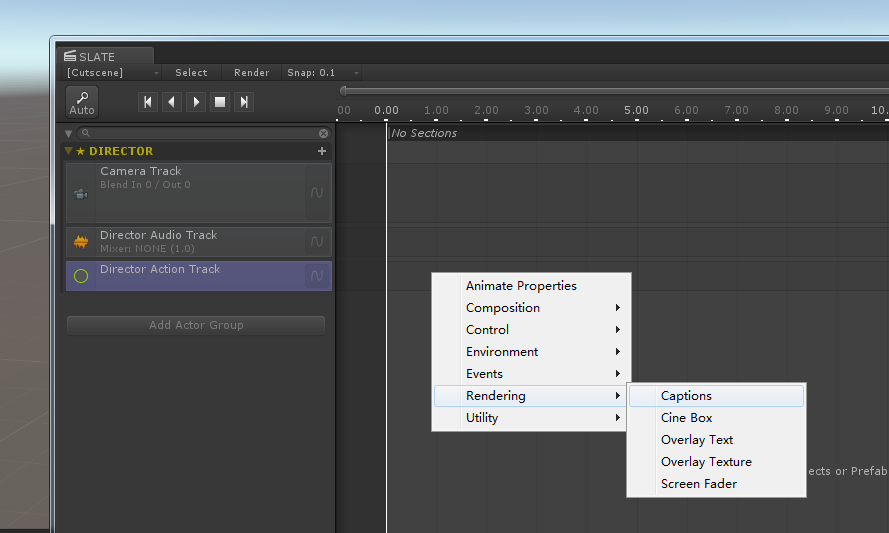 SLATE
[Cutscene] Select Render Snap: 0.1
Auto
00 0.00 1.00 2.00 3.00 4.00 5.00 6.00 7.00 8.00 9.00 10.
No Sections
DIRECTOR +
Camera Track
Blend In 0 / Out 0
Director Audio Track
Mixer: NONE (1.0)
Director Action Track
Add Actor Group
Animate Properties
Composition
Control
Environment
Events
Rendering
Utility
Captions
Cine Box
Overlay Text
Overlay Texture
Screen Fader
ects or Prefab